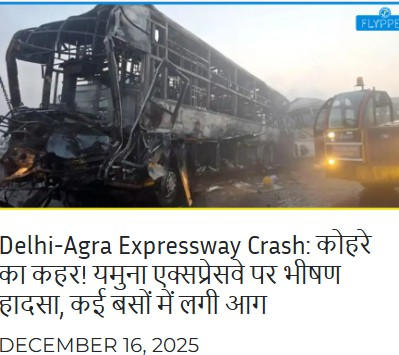 FLYPPE
Delhi-Agra Expressway Crash: कोहरे
का कहर! यमुना एक्सप्रेसवे पर भीषण
हादसा, कई बसों में लगी आग
DECEMBER 16, 2025